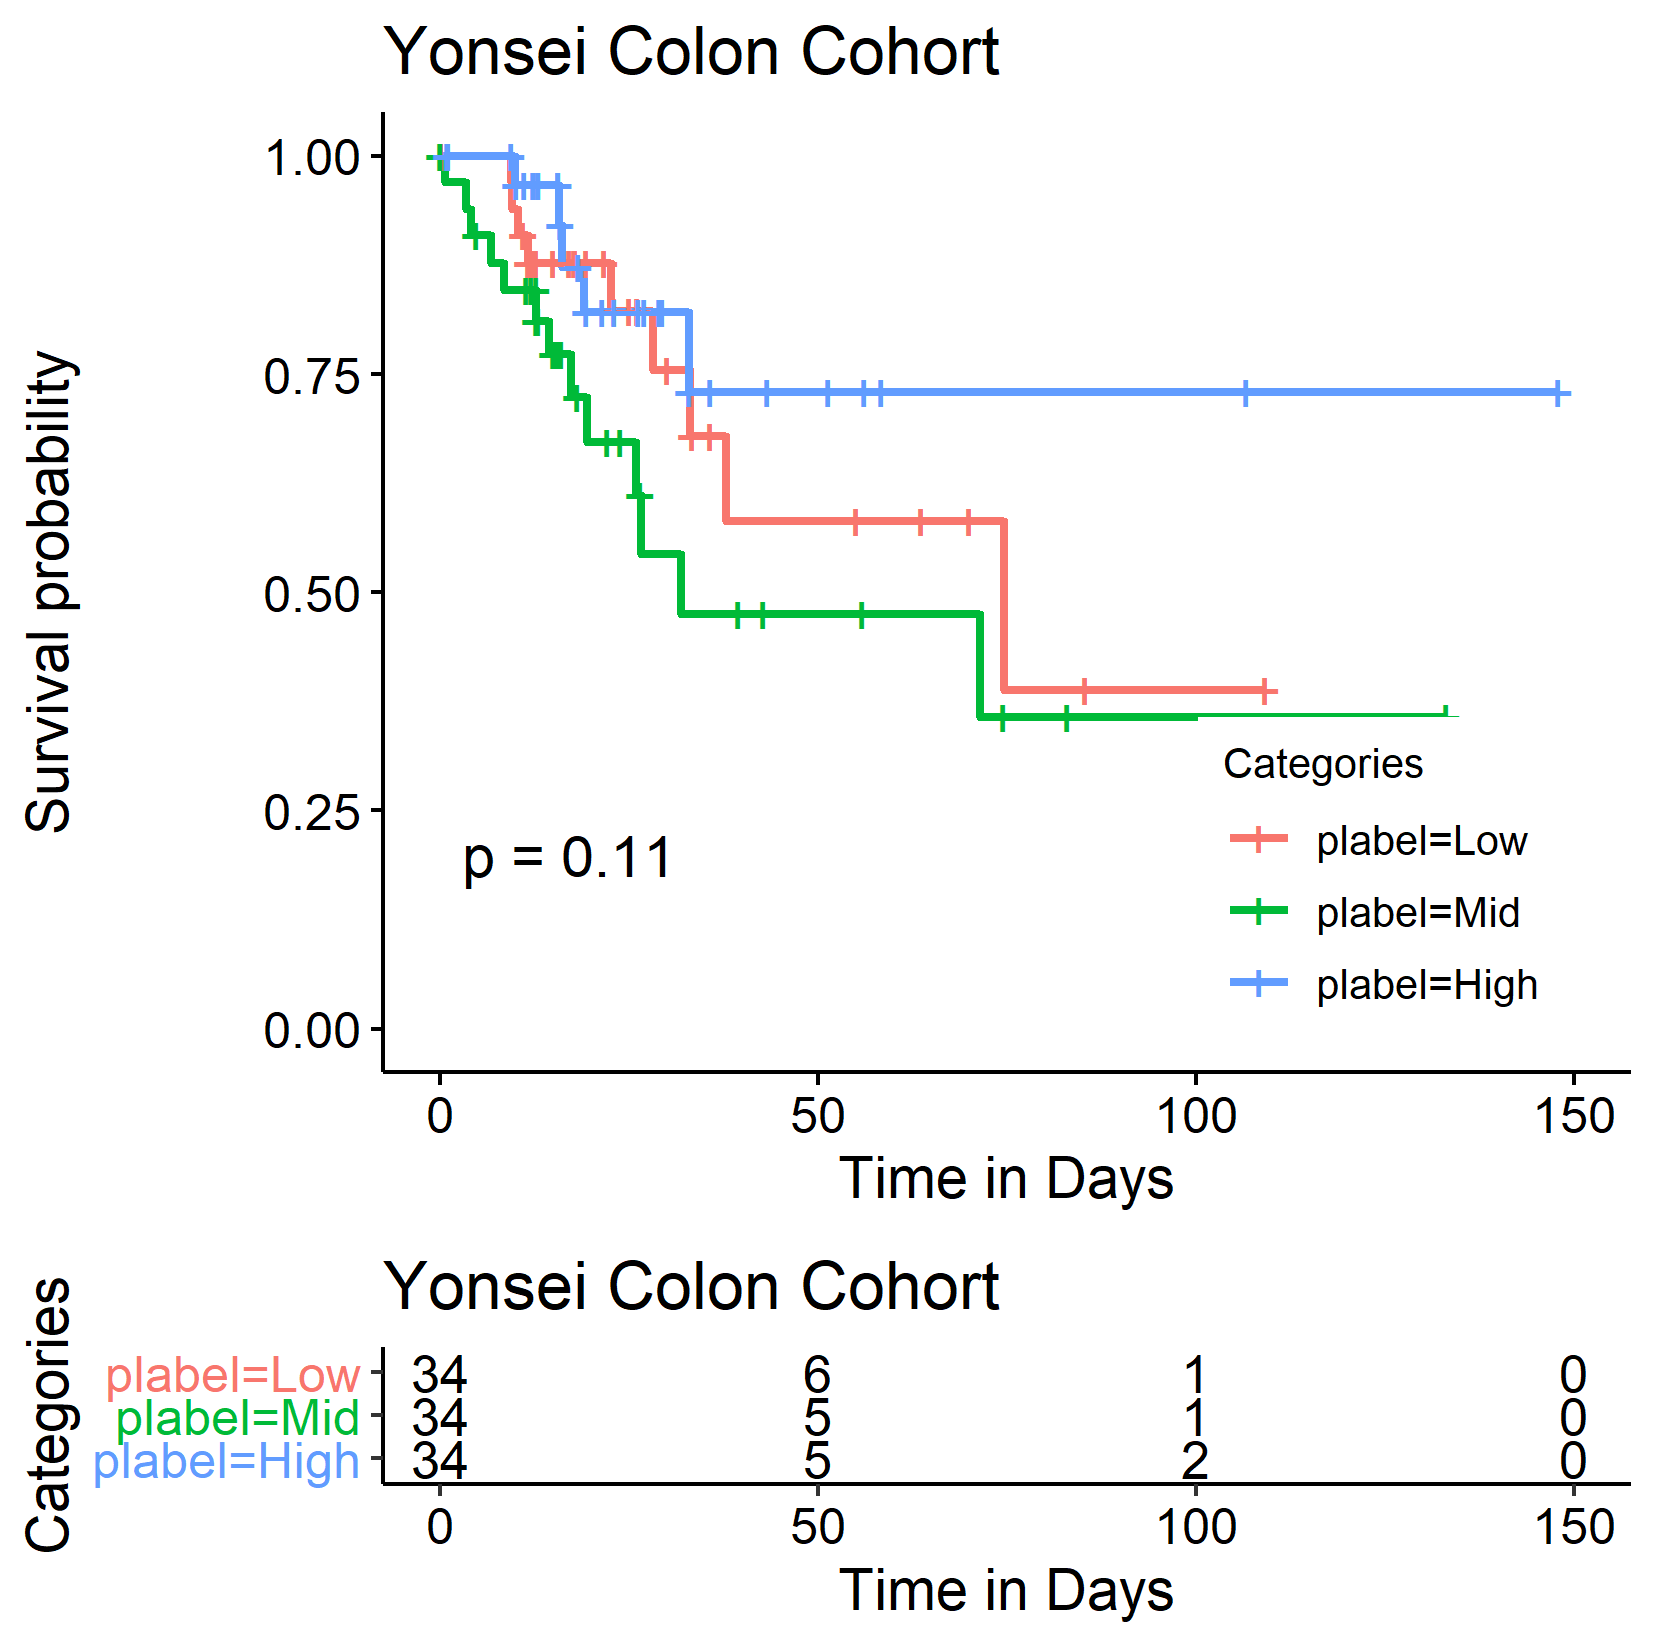 Yonsei Colon Cohort
Survival probability
1.00
0.75
0.50
0.25
0.00
p = 0.11
Categories
plabel=Low
plabel=Mid
plabel=High
0 50 100 150
Time in Days
Yonsei Colon Cohort
Categories
plabel=Low 34 6 1 0
plabel=Mid 34 5 1 0
plabel=High 34 5 2 0
0 50 100 150
Time in Days